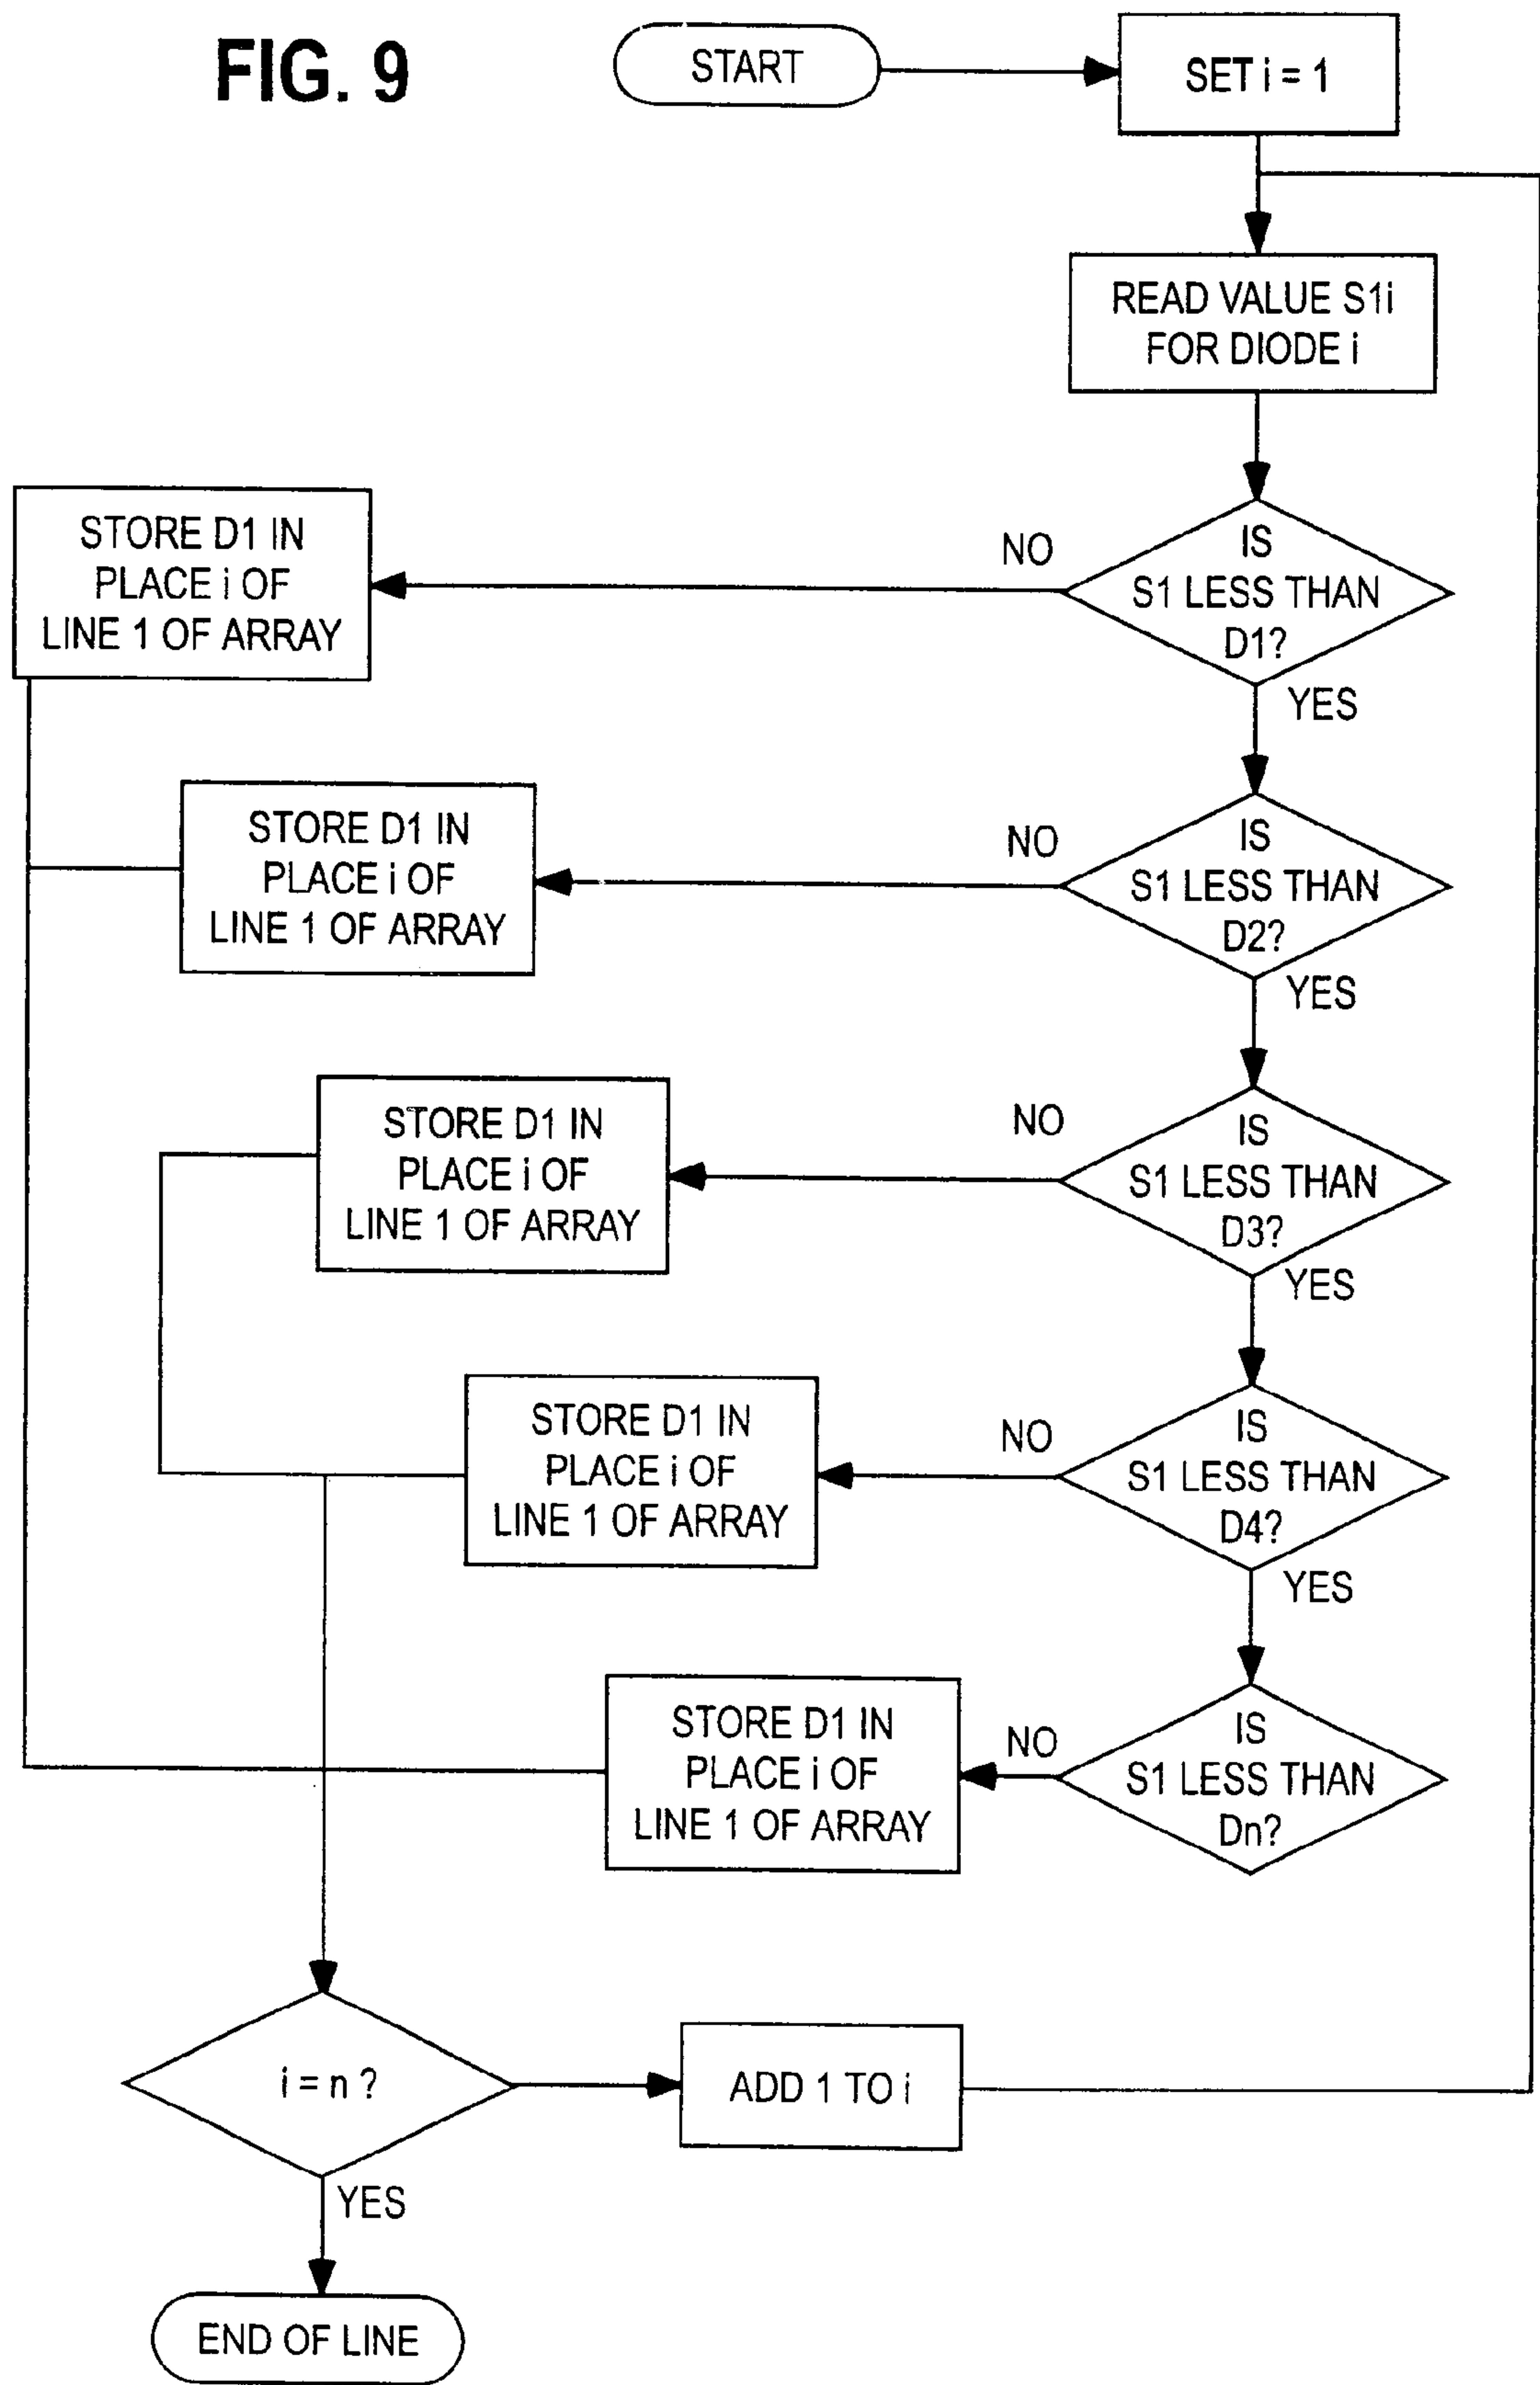 FIG. 9
START
SET i = 1
READ VALUE S1i
FOR DIODE i
STORE D1 IN
PLACE i OF
LINE 1 OF ARRAY
NO
IS
S1 LESS THAN
D1?
YES
STORE D1 IN
PLACE i OF
LINE 1 OF ARRAY
NO
IS
S1 LESS THAN
D2?
YES
STORE D1 IN
PLACE i OF
LINE 1 OF ARRAY
NO
IS
S1 LESS THAN
D3?
YES
STORE D1 IN
PLACE i OF
LINE 1 OF ARRAY
NO
IS
S1 LESS THAN
D4?
YES
STORE D1 IN
PLACE i OF
LINE 1 OF ARRAY
NO
IS
S1 LESS THAN
Dn?
i = n ?
ADD 1 TO i
YES
END OF LINE